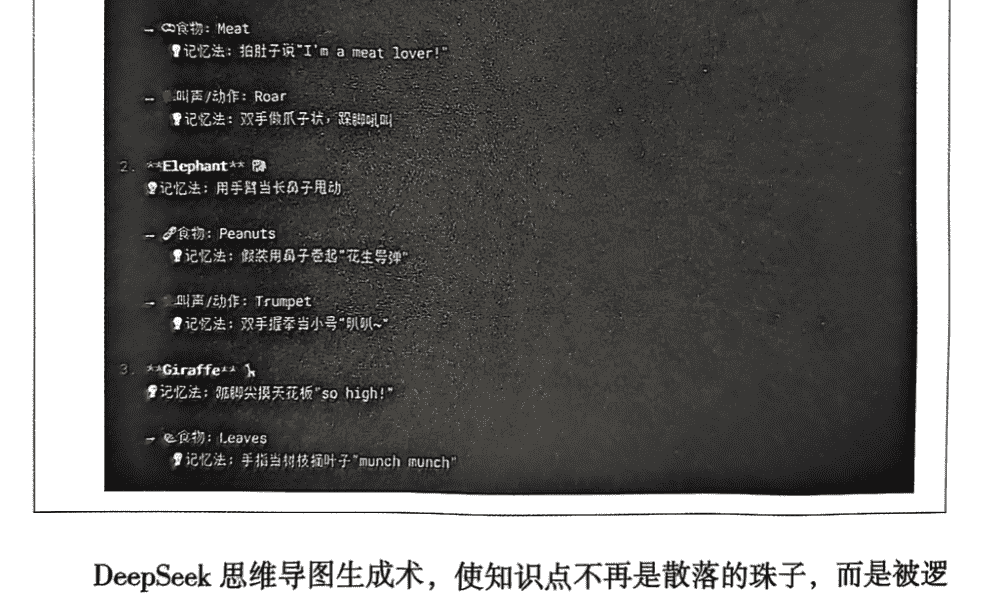 → 🥩食物: Meat
💡记忆法: 拍肚子说"I'm a meat lover!"
→ 叫声/动作: Roar
💡记忆法: 双手做爪子状, 跺脚吼叫
2. **Elephant** 🐘
💡记忆法: 用手臂当长鼻子甩动
→ 🥜食物: Peanuts
💡记忆法: 假装用鼻子卷起"花生导弹"
→ 叫声/动作: Trumpet
💡记忆法: 双手握拳当小号"叭叭~"
3. **Giraffe** 🦒
💡记忆法: 踮脚尖摸天花板"so high!"
→ 🍃食物: Leaves
💡记忆法: 手指当树枝摘叶子"munch munch"
DeepSeek 思维导图生成术，使知识点不再是散落的珠子，而是被逻